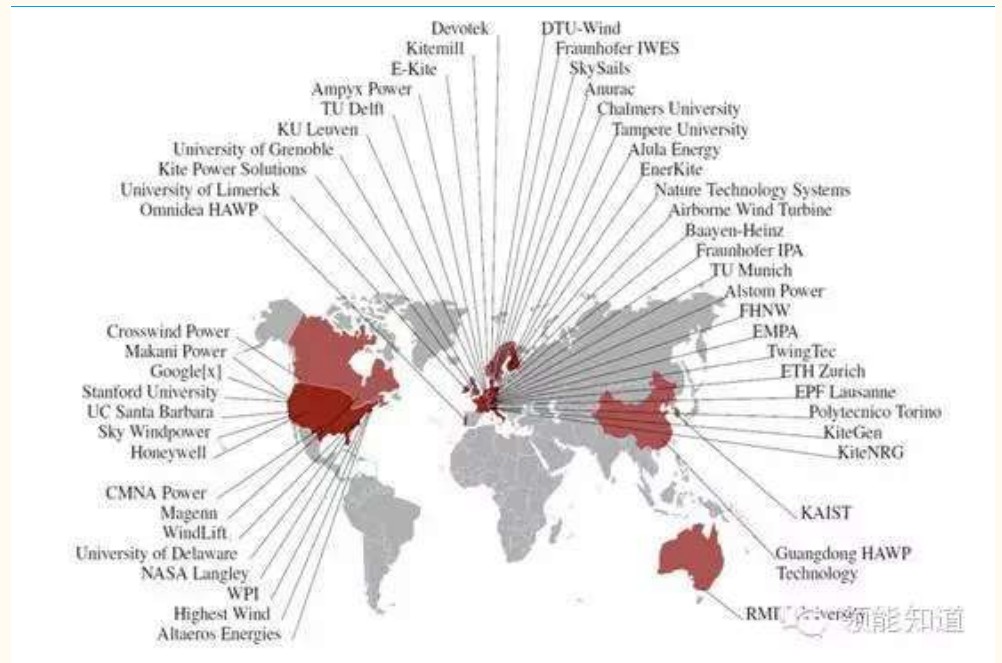 Devotek
Kitemill
E-Kite
Ampyx Power
TU Delft
KU Leuven
University of Grenoble
Kite Power Solutions
University of Limerick
Omnidea HAWP
DTU-Wind
Fraunhofer IWES
SkySails
Anurac
Chalmers University
Tampere University
Alula Energy
EnerKite
Nature Technology Systems
Airborne Wind Turbine
Baayen-Heinz
Fraunhofer IPA
TU Munich
Alstom Power
FHNW
EMPA
TwingTec
ETH Zurich
EPF Lausanne
Polytecnico Torino
KiteGen
KiteNRG
Crosswind Power
Makani Power
Google[x]
Stanford University
UC Santa Barbara
Sky Windpower
Honeywell
CMNA Power
Magenn
WindLift
University of Delaware
NASA Langley
WPI
Highest Wind
Altaeros Energies
KAIST
Guangdong HAWP
Technology
能知道